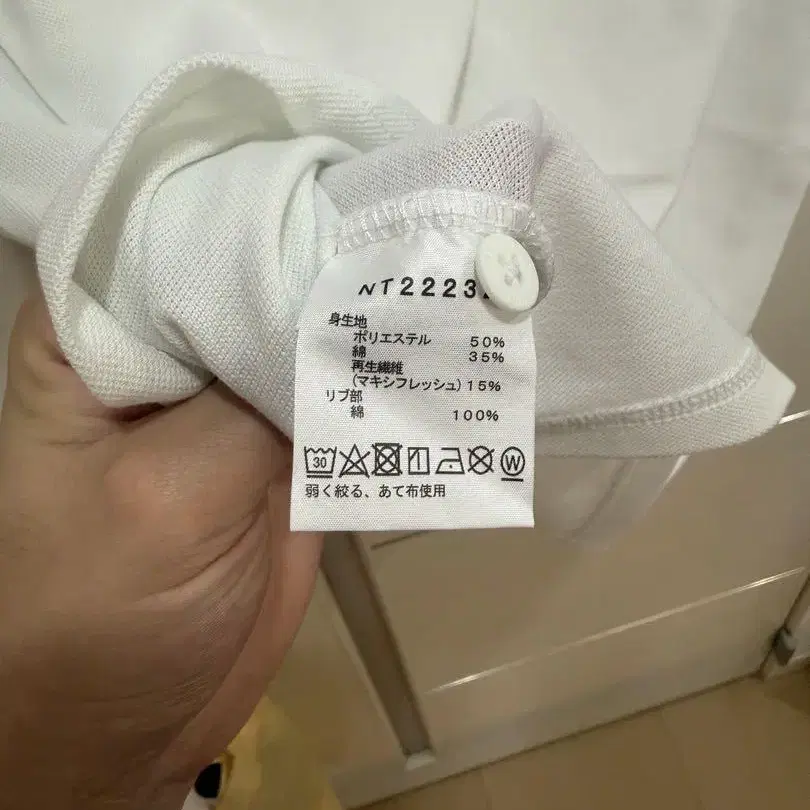 NT2223
身生地
ポリエステル 50%
綿 35%
再生繊維
(マキシフレッシュ) 15%
リブ部
綿 100%
30 W
弱く絞る、あて布使用